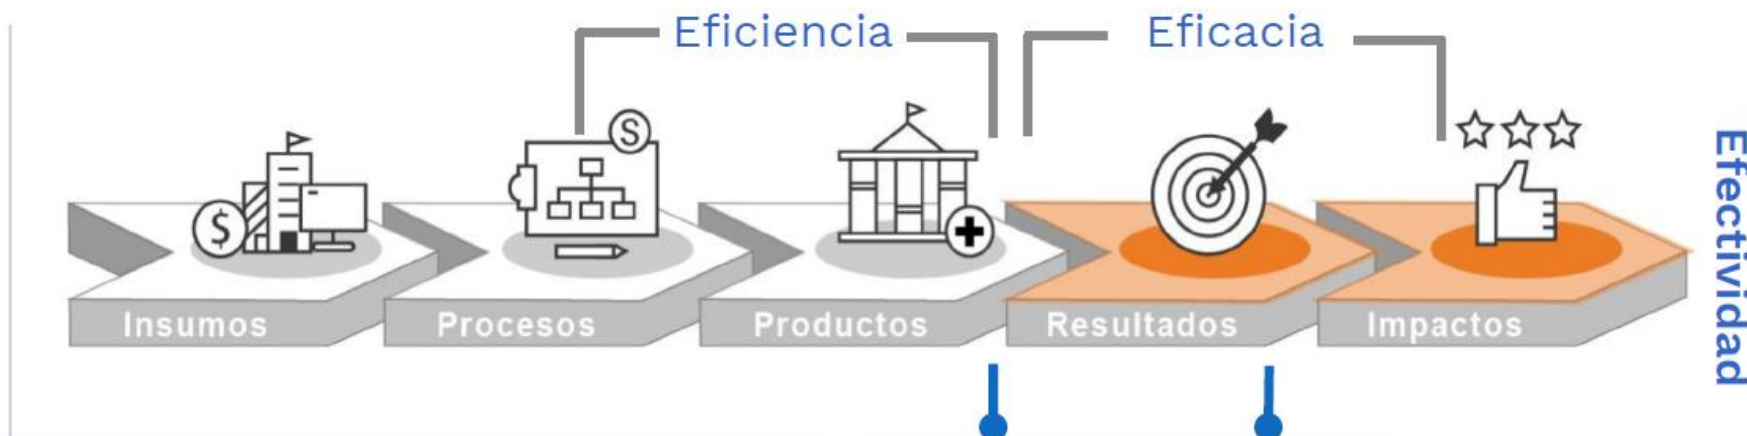 Eficiencia
Eficacia
$
S
Insumos
Procesos
Productos
Resultados
Impactos
Efectividad